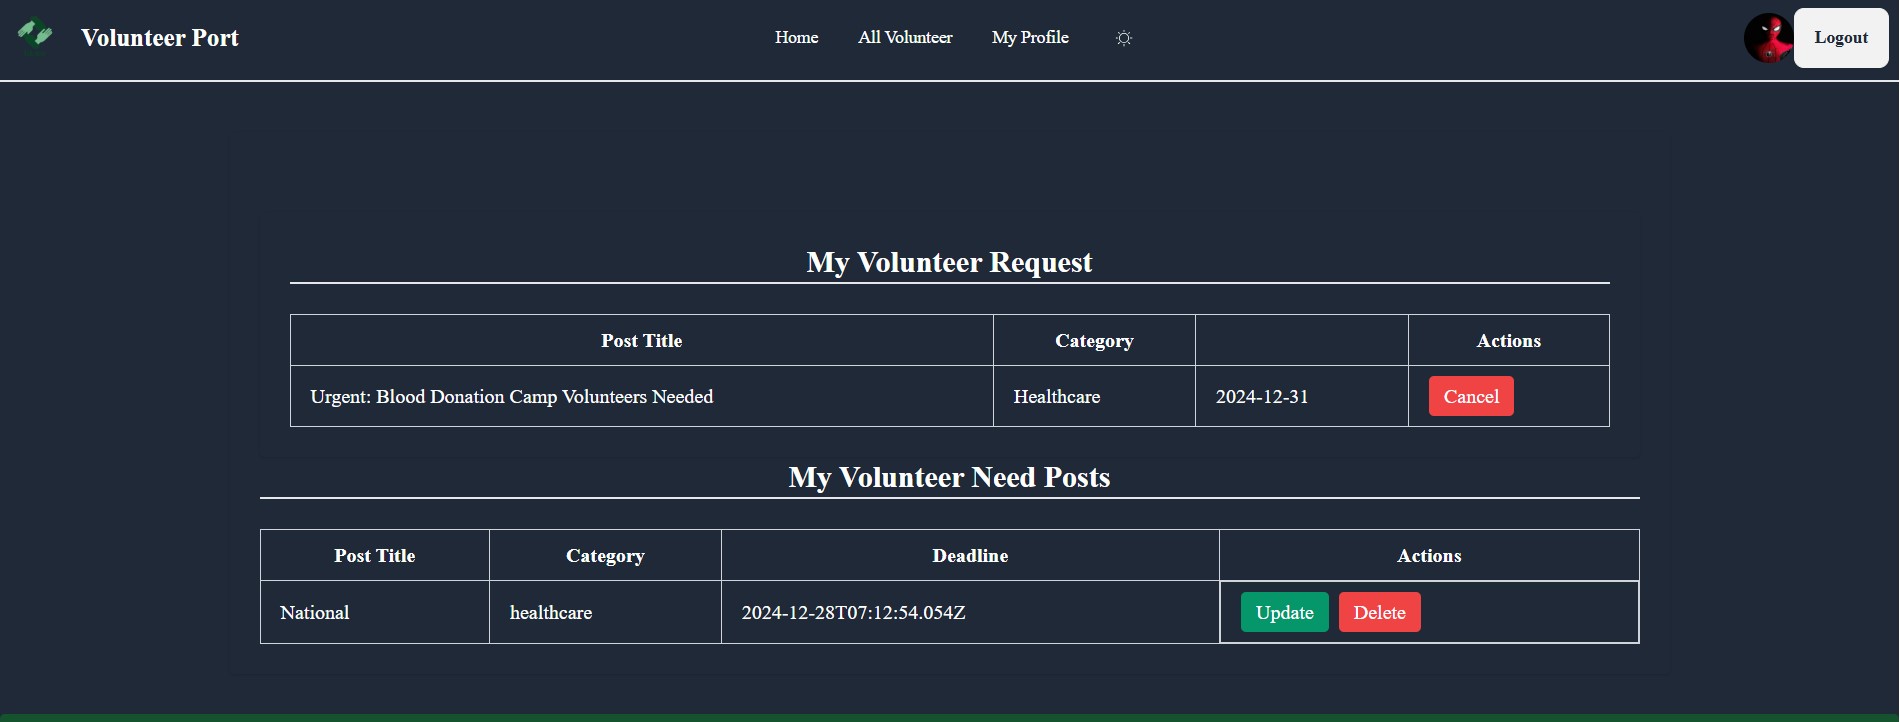 Volunteer Port Home All Volunteer My Profile Logout
My Volunteer Request
Post Title Category Actions
Urgent: Blood Donation Camp Volunteers Needed Healthcare 2024-12-31 Cancel
My Volunteer Need Posts
Post Title Category Deadline Actions
National healthcare 2024-12-28T07:12:54.054Z Update Delete